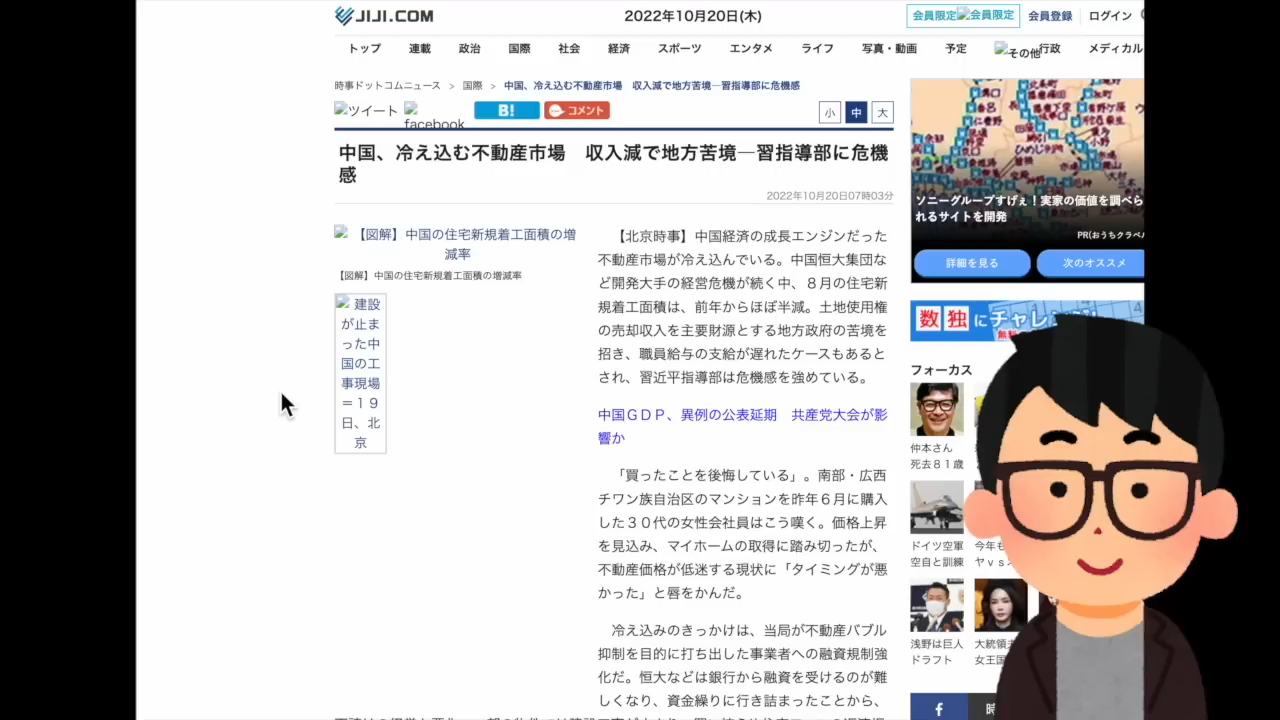 JIJI.COM
2022年10月20日(木)
会員限定 会員限定
会員登録
ログイン
トップ
連載
政治
国際
社会
経済
スポーツ
エンタメ
ライフ
写真・動画
予定
その他
行政
メディカル
時事ドットコムニュース > 国際 > 中国、冷え込む不動産市場　収入減で地方苦境―習指導部に危機感
ツイート
facebook
B!
コメント
小
中
大
中国、冷え込む不動産市場　収入減で地方苦境―習指導部に危機
感
2022年10月20日07時03分
【図解】中国の住宅新規着工面積の増
減率
【図解】中国の住宅新規着工面積の増減率
建設
が止ま
った中
国の工
事現場
＝１９
日、北
京
【北京時事】中国経済の成長エンジンだった
不動産市場が冷え込んでいる。中国恒大集団な
ど開発大手の経営危機が続く中、８月の住宅新
規着工面積は、前年からほぼ半減。土地使用権
の売却収入を主要財源とする地方政府の苦境を
招き、職員給与の支給が遅れたケースもあると
され、習近平指導部は危機感を強めている。
中国ＧＤＰ、異例の公表延期　共産党大会が影
響か
「買ったことを後悔している」。南部・広西
チワン族自治区のマンションを昨年６月に購入
した３０代の女性会社員はこう嘆く。価格上昇
を見込み、マイホームの取得に踏み切ったが、
不動産価格が低迷する現状に「タイミングが悪
かった」と唇をかんだ。
冷え込みのきっかけは、当局が不動産バブル
抑制を目的に打ち出した事業者への融資規制強
化だ。恒大などは銀行から融資を受けるのが難
しくなり、資金繰りに行き詰まったことから、
ソニーグループすげぇ！実家の価値を調べら
れるサイトを開発
PR(おうちクラベル
詳細を見る
次のオススメ
数独にチャレンジ
無料
フォーカス
仲本さん
死去８１歳
ドイツ空軍
空自と訓練
今年も
ヤｖｓ
浅野は巨人
ドラフト
大統領夫
女王国
f
時